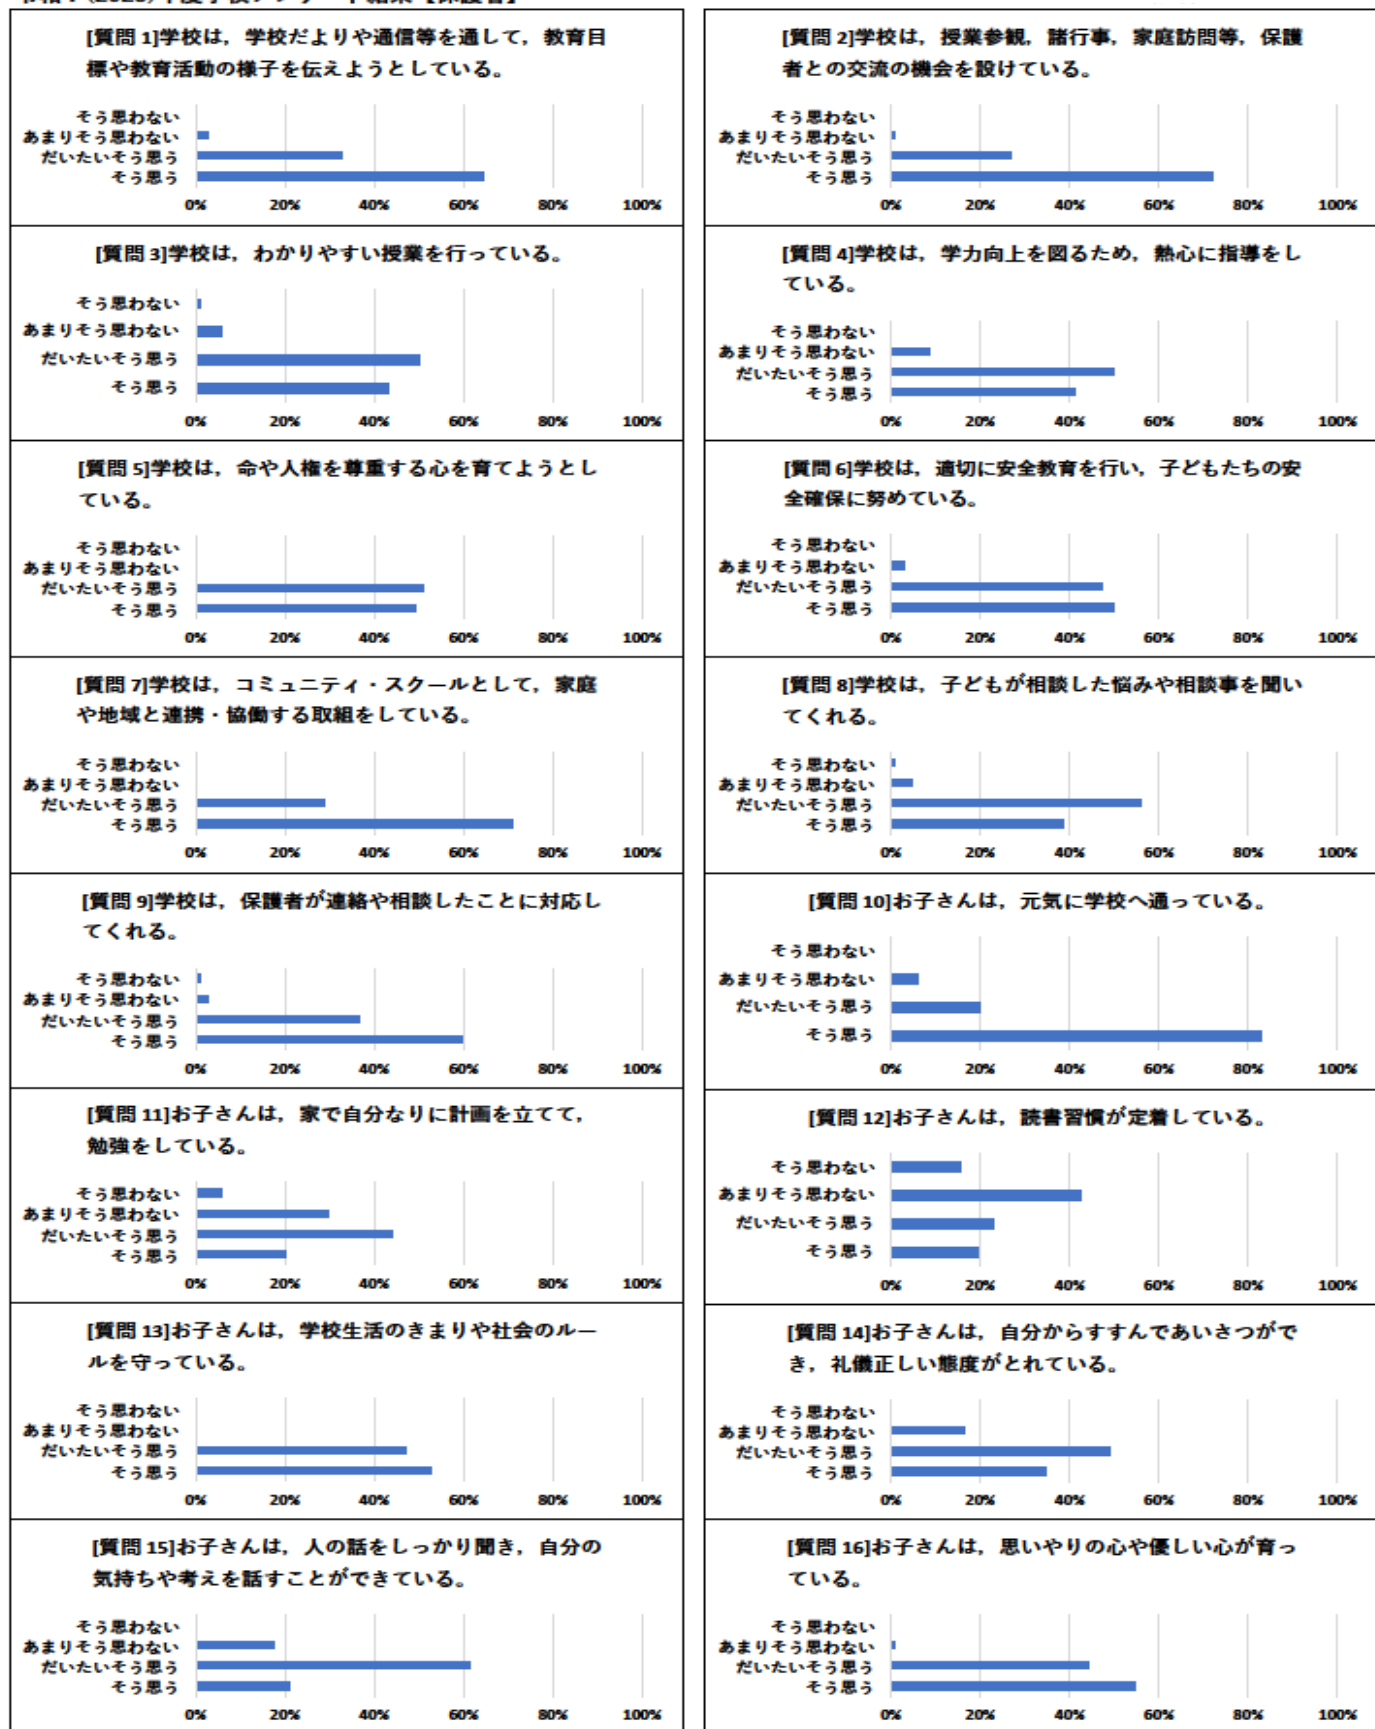 [質問 1]学校は，学校だよりや通信等を通して，教育目
標や教育活動の様子を伝えようとしている。
そう思わない
あまりそう思わない
だいたいそう思う
そう思う
0% 20% 40% 60% 80% 100%
[質問 2]学校は，授業参観，諸行事，家庭訪問等，保護
者との交流の機会を設けている。
そう思わない
あまりそう思わない
だいたいそう思う
そう思う
0% 20% 40% 60% 80% 100%
[質問 3]学校は，わかりやすい授業を行っている。
そう思わない
あまりそう思わない
だいたいそう思う
そう思う
0% 20% 40% 60% 80% 100%
[質問 4]学校は，学力向上を図るため，熱心に指導をし
ている。
そう思わない
あまりそう思わない
だいたいそう思う
そう思う
0% 20% 40% 60% 80% 100%
[質問 5]学校は，命や人権を尊重する心を育てようとし
ている。
そう思わない
あまりそう思わない
だいたいそう思う
そう思う
0% 20% 40% 60% 80% 100%
[質問 6]学校は，適切に安全教育を行い，子どもたちの安
全確保に努めている。
そう思わない
あまりそう思わない
だいたいそう思う
そう思う
0% 20% 40% 60% 80% 100%
[質問 7]学校は，コミュニティ・スクールとして，家庭
や地域と連携・協働する取組をしている。
そう思わない
あまりそう思わない
だいたいそう思う
そう思う
0% 20% 40% 60% 80% 100%
[質問 8]学校は，子どもが相談した悩みや相談事を聞い
てくれる。
そう思わない
あまりそう思わない
だいたいそう思う
そう思う
0% 20% 40% 60% 80% 100%
[質問 9]学校は，保護者が連絡や相談したことに対応し
てくれる。
そう思わない
あまりそう思わない
だいたいそう思う
そう思う
0% 20% 40% 60% 80% 100%
[質問 10]お子さんは，元気に学校へ通っている。
そう思わない
あまりそう思わない
だいたいそう思う
そう思う
0% 20% 40% 60% 80% 100%
[質問 11]お子さんは，家で自分なりに計画を立てて，
勉強をしている。
そう思わない
あまりそう思わない
だいたいそう思う
そう思う
0% 20% 40% 60% 80% 100%
[質問 12]お子さんは，読書習慣が定着している。
そう思わない
あまりそう思わない
だいたいそう思う
そう思う
0% 20% 40% 60% 80% 100%
[質問 13]お子さんは，学校生活のきまりや社会のルー
ルを守っている。
そう思わない
あまりそう思わない
だいたいそう思う
そう思う
0% 20% 40% 60% 80% 100%
[質問 14]お子さんは，自分からすすんであいさつがで
き，礼儀正しい態度がとれている。
そう思わない
あまりそう思わない
だいたいそう思う
そう思う
0% 20% 40% 60% 80% 100%
[質問 15]お子さんは，人の話をしっかり聞き，自分の
気持ちや考えを話すことができている。
そう思わない
あまりそう思わない
だいたいそう思う
そう思う
0% 20% 40% 60% 80% 100%
[質問 16]お子さんは，思いやりの心や優しい心が育っ
ている。
そう思わない
あまりそう思わない
だいたいそう思う
そう思う
0% 20% 40% 60% 80% 100%